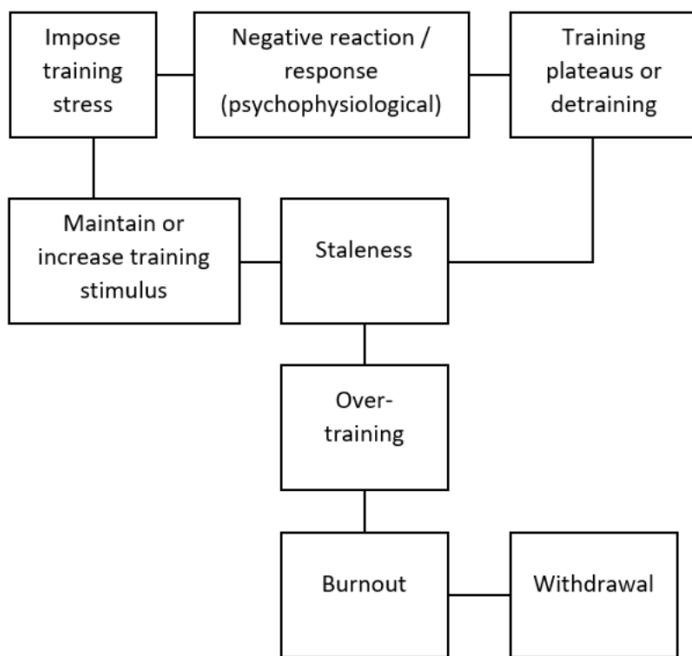 Impose
training
stress
Negative reaction /
response
(psychophysiological)
Training
plateaus or
detraining
Maintain or
increase training
stimulus
Staleness
Over-
training
Burnout
Withdrawal